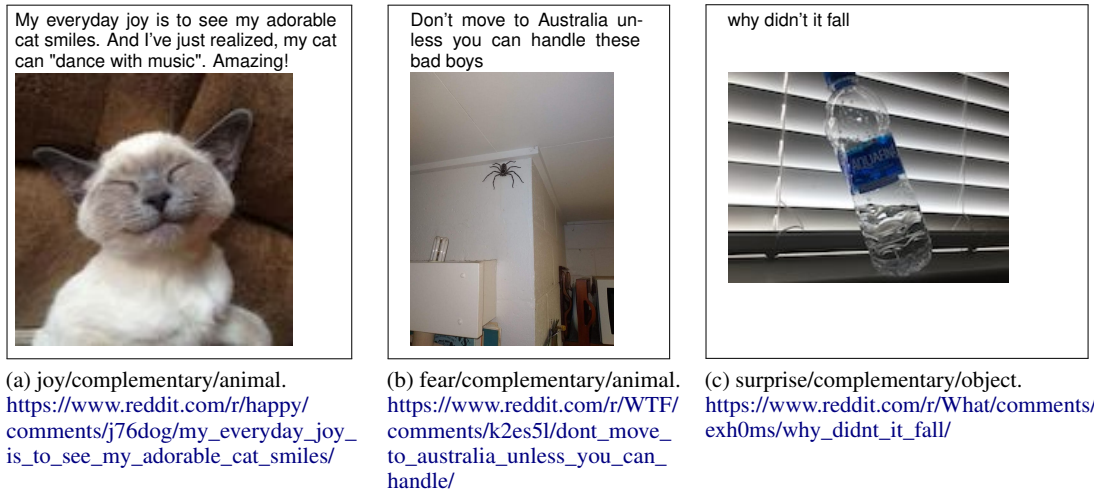 My everyday joy is to see my adorable
cat smiles. And I've just realized, my cat
can "dance with music". Amazing!
Don't move to Australia un-
less you can handle these
bad boys
why didn't it fall
AQUAFINA
(a) joy/complementary/animal.
https://www.reddit.com/r/happy/
comments/j76dog/my_everyday_joy_
is_to_see_my_adorable_cat_smiles/
(b) fear/complementary/animal.
https://www.reddit.com/r/WTF/
comments/k2es5l/dont_move_
to_australia_unless_you_can_
handle/
(c) surprise/complementary/object.
https://www.reddit.com/r/What/comments/
exh0ms/why_didnt_it_fall/